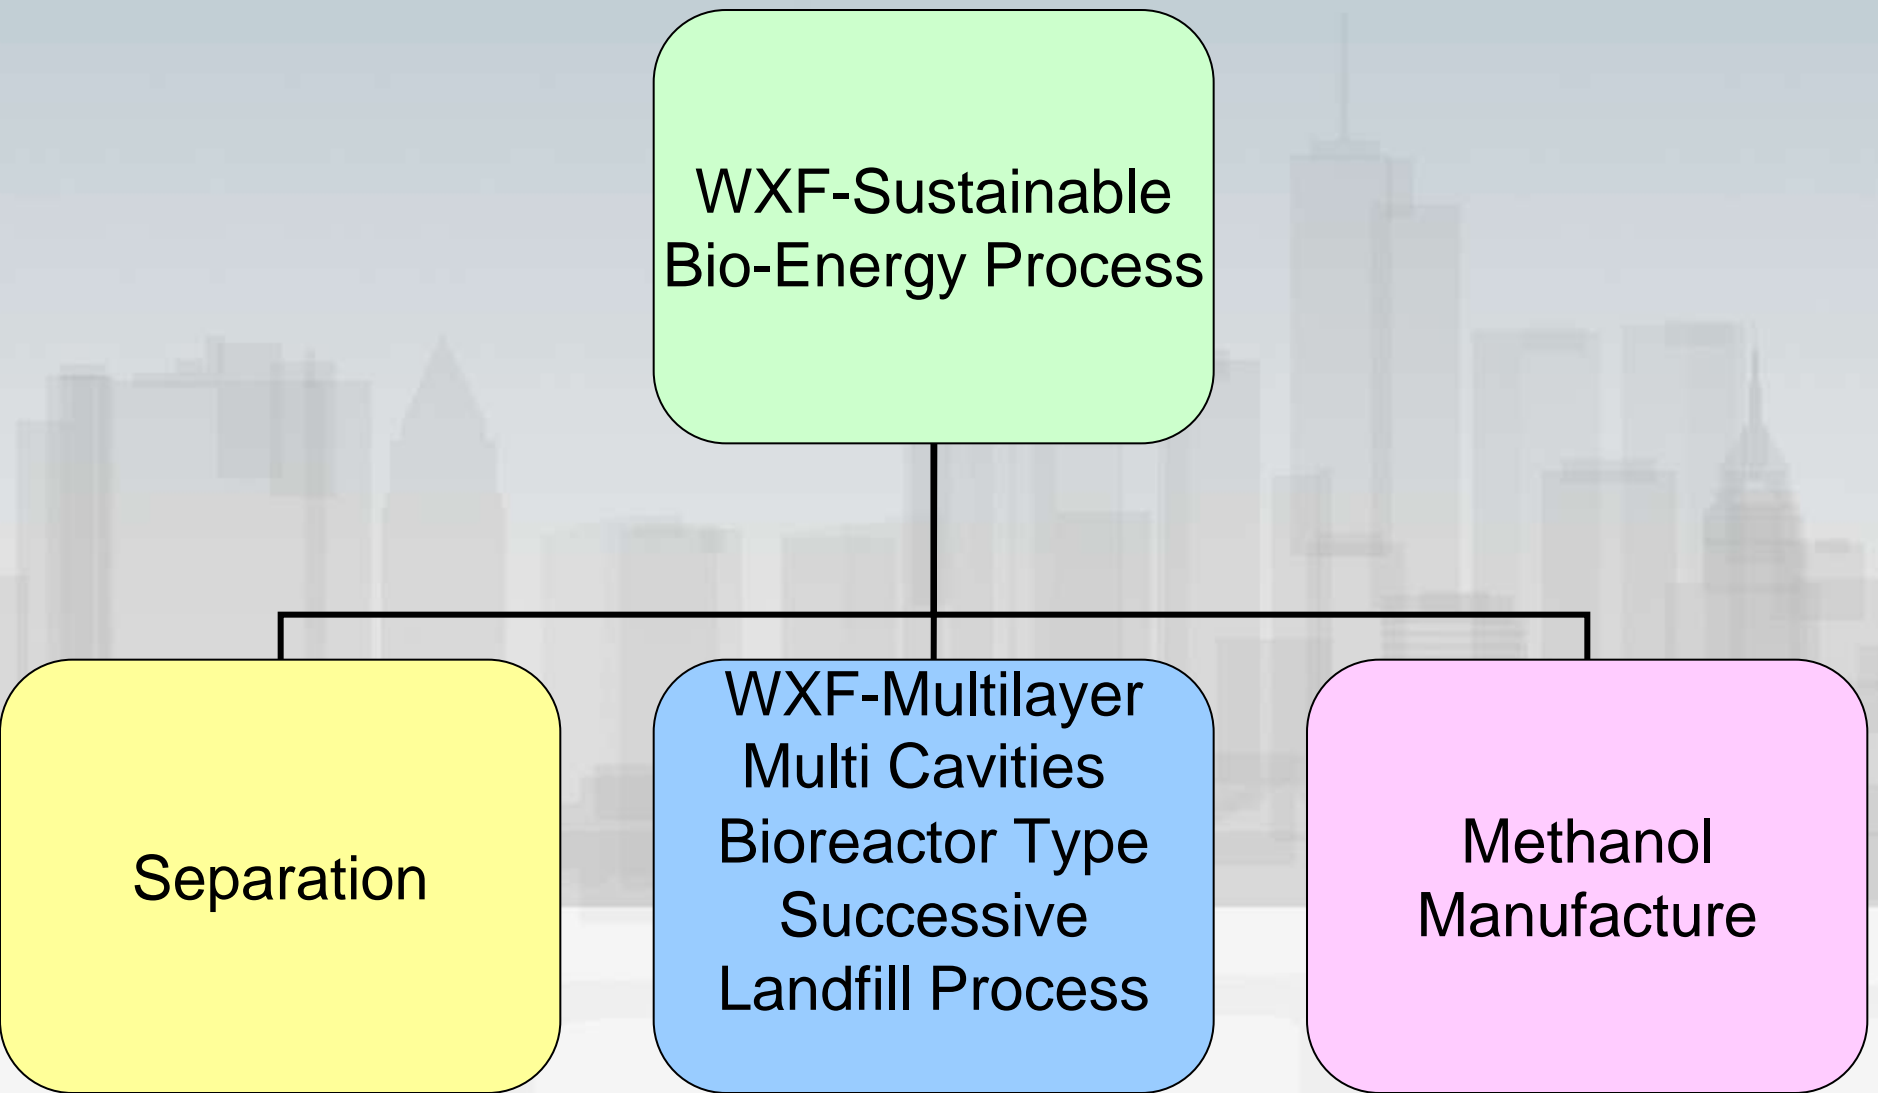 WXF-Sustainable
Bio-Energy Process
Separation
WXF-Multilayer
Multi Cavities
Bioreactor Type
Successive
Landfill Process
Methanol
Manufacture